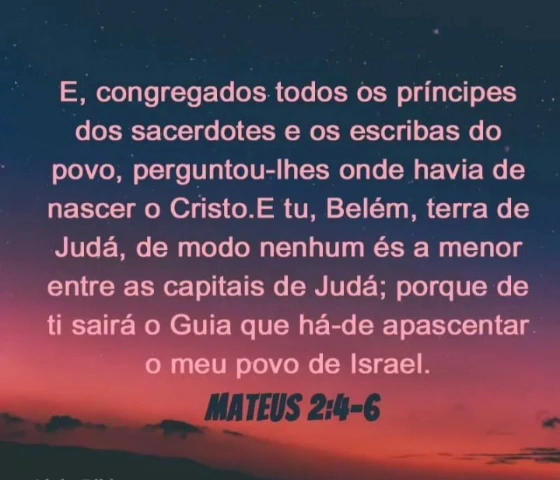 E, congregados todos os príncipes
dos sacerdotes e os escribas do
povo, perguntou-lhes onde havia de
nascer o Cristo.E tu, Belém, terra de
Judá, de modo nenhum és a menor
entre as capitais de Judá; porque de
ti sairá o Guia que há-de apascentar
o meu povo de Israel.
MATEUS 2:4-6